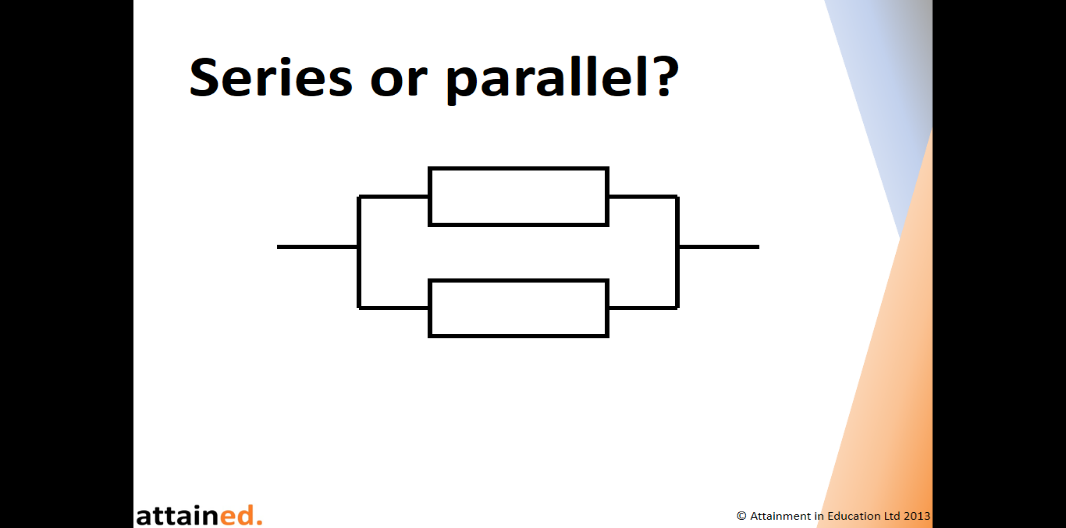 Series or parallel?
attained.
© Attainment in Education Ltd 2013